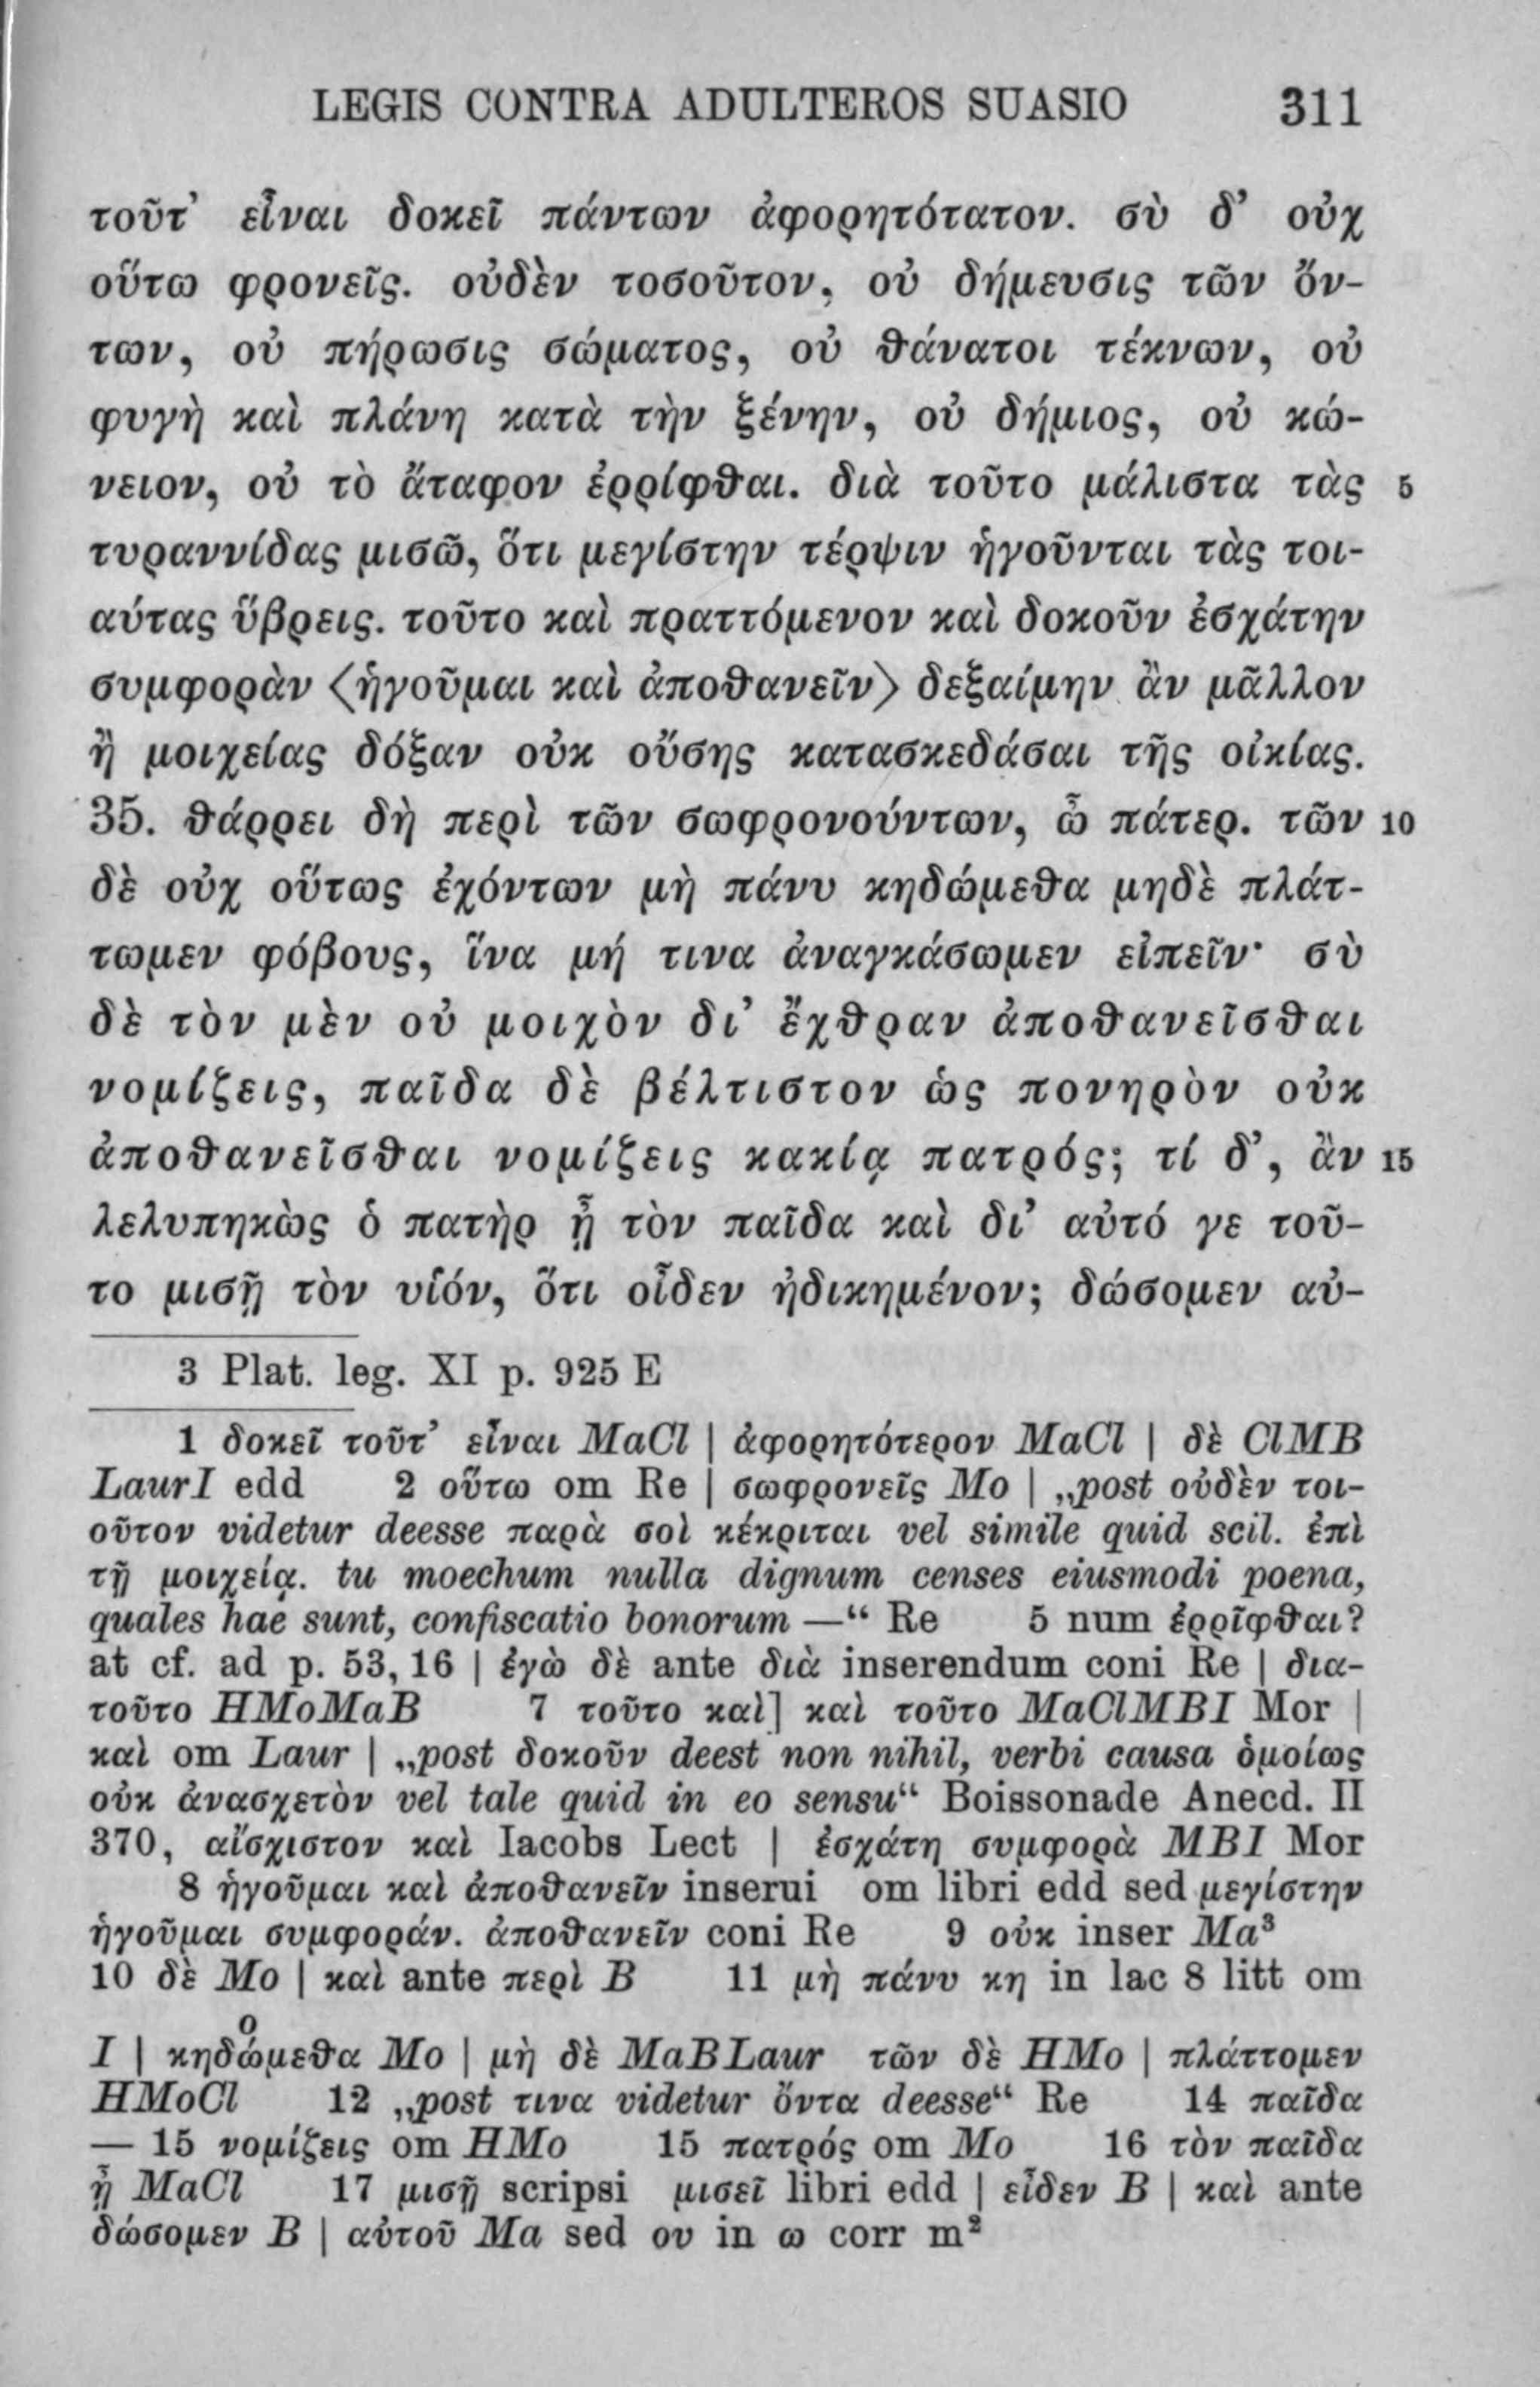 LEGIS CONTRA ADULTEROS SUASIO 311
τοῦτ’ εἶναι δοκεῖ πάντων ἀφορητότατον. σὺ δ’ οὐχ
οὕτω φρονεῖς. οὐδὲν τοσοῦτον, οὐ δήμευσις τῶν ὄν-
των, οὐ πήρωσις σώματος, οὐ θάνατοι τέκνων, οὐ
φυγὴ καὶ πλάνη κατὰ τὴν ξένην, οὐ δήμιος, οὐ κώ-
νειον, οὐ τὸ ἄταφον ἐρρίφθαι. διὰ τοῦτο μάλιστα τὰς 5
τυραννίδας μισῶ, ὅτι μεγίστην τέρψιν ἡγοῦνται τὰς τοι-
αύτας ὕβρεις. τοῦτο καὶ πραττόμενον καὶ δοκοῦν ἐσχάτην
συμφορὰν ⟨ἡγοῦμαι καὶ ἀποθανεῖν⟩ δεξαίμην ἂν μᾶλλον
ἢ μοιχείας δόξαν οὐκ οὔσης κατασκεδάσαι τῆς οἰκίας.
35. θάρρει δὴ περὶ τῶν σωφρονούντων, ὦ πάτερ. τῶν 10
δὲ οὐχ οὕτως ἐχόντων μὴ πάνυ κηδώμεθα μηδὲ πλάτ-
τωμεν φόβους, ἵνα μή τινα ἀναγκάσωμεν εἰπεῖν· σὺ
δὲ τὸν μὲν οὐ μοιχὸν δι’ ἔχθραν ἀποθανεῖσθαι
νομίζεις, παῖδα δὲ βέλτιστον ὡς πονηρὸν οὐκ
ἀποθανεῖσθαι νομίζεις κακίᾳ πατρός; τί δ’, ἂν 15
λελυπηκὼς ὁ πατὴρ ᾖ τὸν παῖδα καὶ δι’ αὐτό γε τοῦ-
το μισῇ τὸν υἱόν, ὅτι οἶδεν ἠδικημένον; δώσομεν αὐ-
3 Plat. leg. XI p. 925 E
1 δοκεῖ τοῦτ’ εἶναι MaCl | ἀφορητότερον MaCl | δὲ ClMB
LaurI edd 2 οὕτω om Re | σωφρονεῖς Mo | „post οὐδὲν τοι-
οῦτον videtur deesse παρὰ σοὶ κέκριται vel simile quid scil. ἐπὶ
τῇ μοιχείᾳ. tu moechum nulla dignum censes eiusmodi poena,
quales hae sunt, confiscatio bonorum —“ Re 5 num ἐρρῖφθαι?
at cf. ad p. 53, 16 | ἐγὼ δὲ ante διὰ inserendum coni Re | δια-
τοῦτο HMoMaB 7 τοῦτο καὶ] καὶ τοῦτο MaClMBI Mor |
καὶ om Laur | „post δοκοῦν deest non nihil, verbi causa ὁμοίως
οὐκ ἀνασχετὸν vel tale quid in eo sensu“ Boissonade Anecd. II
370, αἴσχιστον καὶ Iacobs Lect | ἐσχάτη συμφορὰ MBI Mor
8 ἡγοῦμαι καὶ ἀποθανεῖν inserui om libri edd sed μεγίστην
ἡγοῦμαι συμφοράν. ἀποθανεῖν coni Re 9 οὐκ inser Ma³
10 δὲ Mo | καὶ ante περὶ B 11 μὴ πάνυ κη in lac 8 litt om
ο
I | κηδώμεθα Mo | μὴ δὲ MaBLaur τῶν δὲ HMo | πλάττομεν
HMoCl 12 „post τινα videtur ὄντα deesse“ Re 14 παῖδα
— 15 νομίζεις om HMo 15 πατρός om Mo 16 τὸν παῖδα
ᾖ MaCl 17 μισῇ scripsi μισεῖ libri edd | εἶδεν B | καὶ ante
δώσομεν B | αὐτοῦ Ma sed ου in ω corr m²